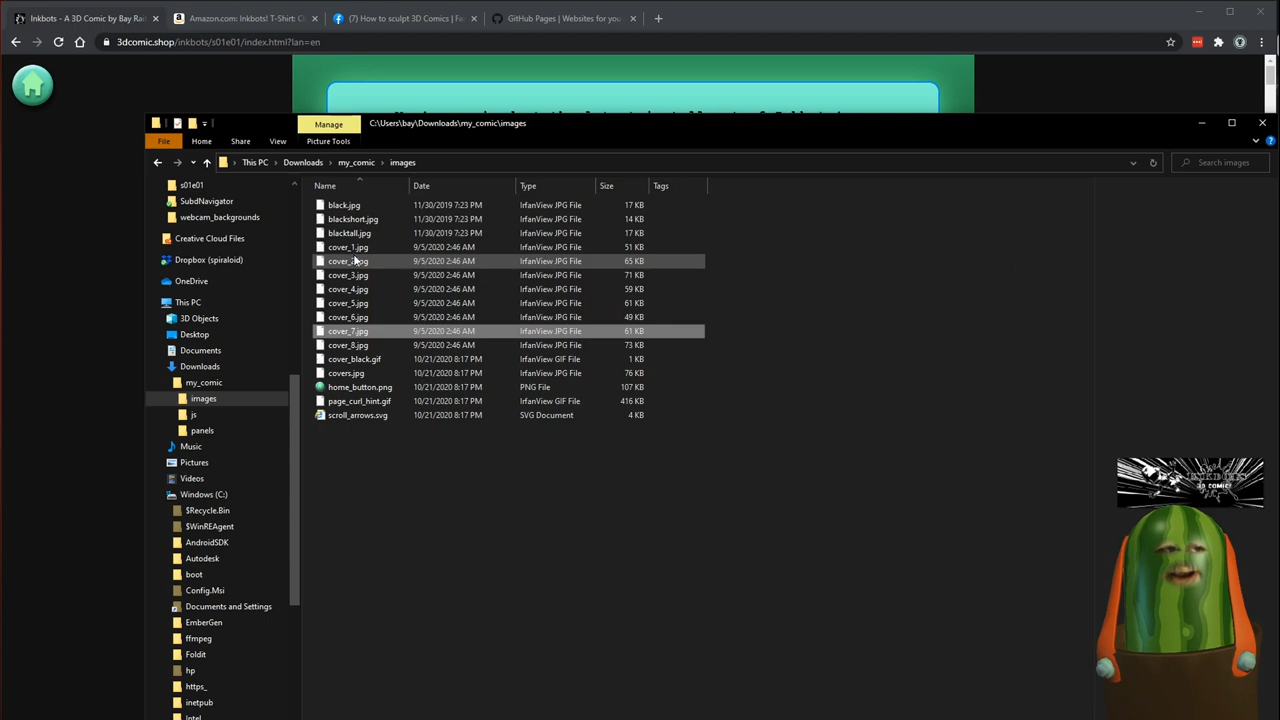 Inkbots - A 3D Comic by Bay Rai
Amazon.com: Inkbots! T-Shirt: Cl
(7) How to sculpt 3D Comics | Fa
GitHub Pages | Websites for you
3dcomic.shop/inkbots/s01e01/index.html?lan=en
Manage
C:\Users\bay\Downloads\my_comic\images
File
Home
Share
View
Picture Tools
This PC
Downloads
my_comic
images
Search images
Name
Date
Type
Size
Tags
s01e01
SubdNavigator
webcam_backgrounds
Creative Cloud Files
Dropbox (spiraloid)
OneDrive
This PC
3D Objects
Desktop
Documents
Downloads
my_comic
images
js
panels
Music
Pictures
Videos
Windows (C:)
$Recycle.Bin
$WinREAgent
AndroidSDK
Autodesk
boot
Config.Msi
Documents and Settings
EmberGen
ffmpeg
Foldit
hp
https_
inetpub
Intel
black.jpg 11/30/2019 7:23 PM IrfanView JPG File 17 KB
blackshort.jpg 11/30/2019 7:23 PM IrfanView JPG File 14 KB
blacktall.jpg 11/30/2019 7:23 PM IrfanView JPG File 17 KB
cover_1.jpg 9/5/2020 2:46 AM IrfanView JPG File 51 KB
cover_2.jpg 9/5/2020 2:46 AM IrfanView JPG File 65 KB
cover_3.jpg 9/5/2020 2:46 AM IrfanView JPG File 71 KB
cover_4.jpg 9/5/2020 2:46 AM IrfanView JPG File 59 KB
cover_5.jpg 9/5/2020 2:46 AM IrfanView JPG File 61 KB
cover_6.jpg 9/5/2020 2:46 AM IrfanView JPG File 49 KB
cover_7.jpg 9/5/2020 2:46 AM IrfanView JPG File 61 KB
cover_8.jpg 9/5/2020 2:46 AM IrfanView JPG File 73 KB
cover_black.gif 10/21/2020 8:17 PM IrfanView GIF File 1 KB
covers.jpg 10/21/2020 8:17 PM IrfanView JPG File 76 KB
home_button.png 10/21/2020 8:17 PM PNG File 107 KB
page_curl_hint.gif 10/21/2020 8:17 PM IrfanView GIF File 416 KB
scroll_arrows.svg 10/21/2020 8:17 PM SVG Document 4 KB
3D COMIC